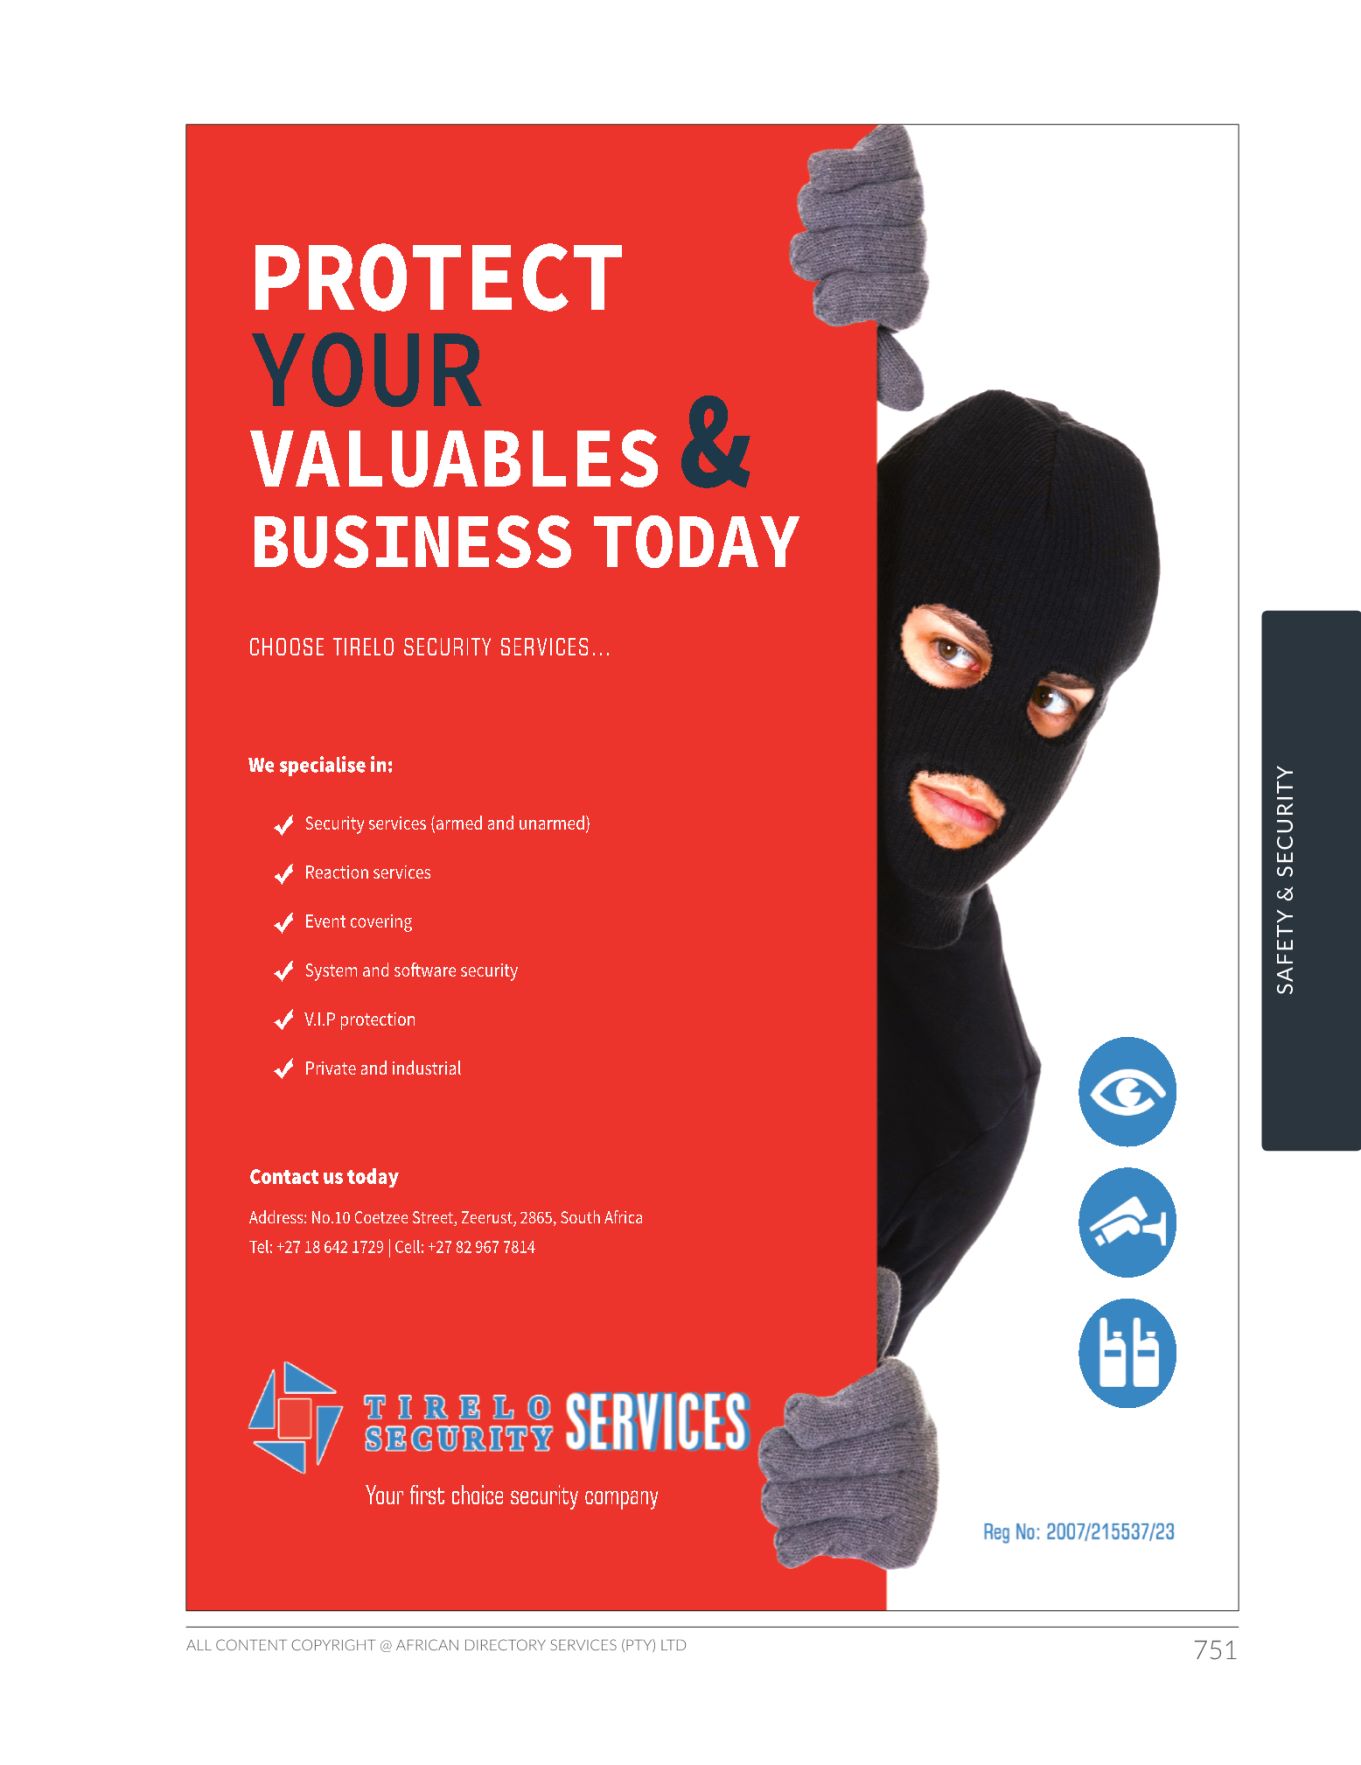 PROTECT
YOUR
VALUABLES &
BUSINESS TODAY
CHOOSE TIRELO SECURITY SERVICES...
We specialise in:
Security services (armed and unarmed)
Reaction services
Event covering
System and software security
V.I.P protection
Private and industrial
Contact us today
Address: No.10 Coetzee Street, Zeerust, 2865, South Africa
Tel: +27 18 642 1729 | Cell: +27 82 967 7814
TIRELO
SECURITY SERVICES
Your first choice security company
Reg No: 2007/215537/23
SAFETY & SECURITY
ALL CONTENT COPYRIGHT @ AFRICAN DIRECTORY SERVICES (PTY) LTD
751